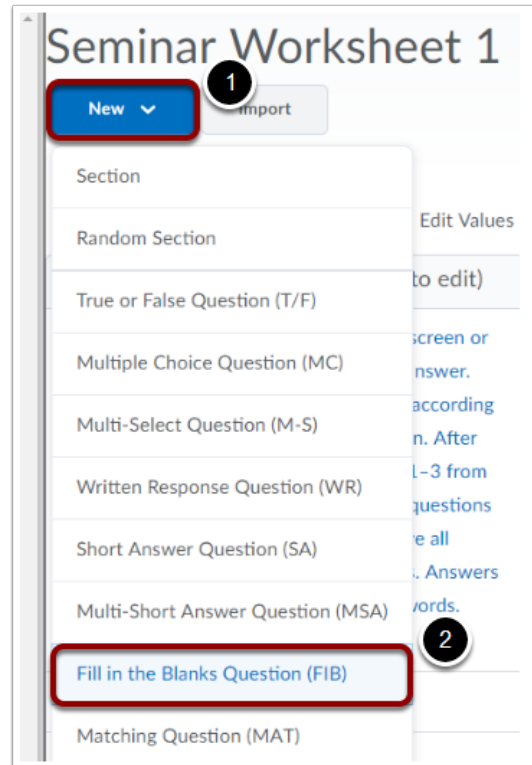 Seminar Worksheet 1
1
New Import
Section
Random Section
Edit Values
to edit)
True or False Question (T/F)
screen or
Multiple Choice Question (MC)
nswer.
according
Multi-Select Question (M-S)
n. After
1–3 from
Written Response Question (WR)
questions
Short Answer Question (SA)
e all
. Answers
Multi-Short Answer Question (MSA)
words.
2
Fill in the Blanks Question (FIB)
Matching Question (MAT)